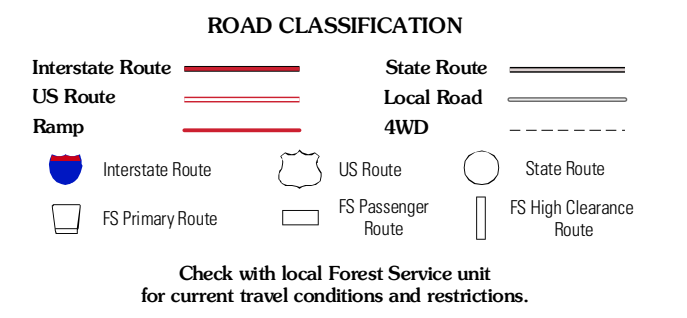 ROAD CLASSIFICATION
Interstate Route
State Route
US Route
Local Road
Ramp
4WD
Interstate Route
US Route
State Route
FS Primary Route
FS Passenger
Route
FS High Clearance
Route
Check with local Forest Service unit
for current travel conditions and restrictions.